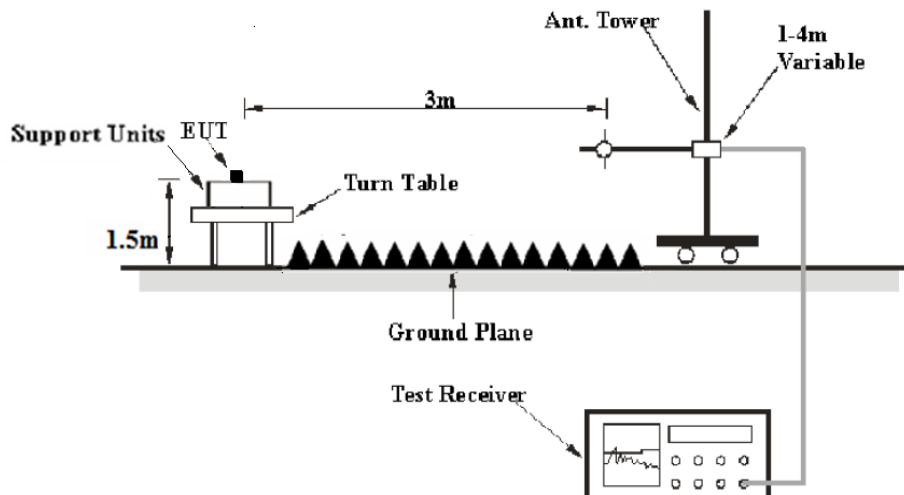 Ant. Tower
1-4m
Variable
3m
Support Units
EUT
Turn Table
1.5m
Ground Plane
Test Receiver